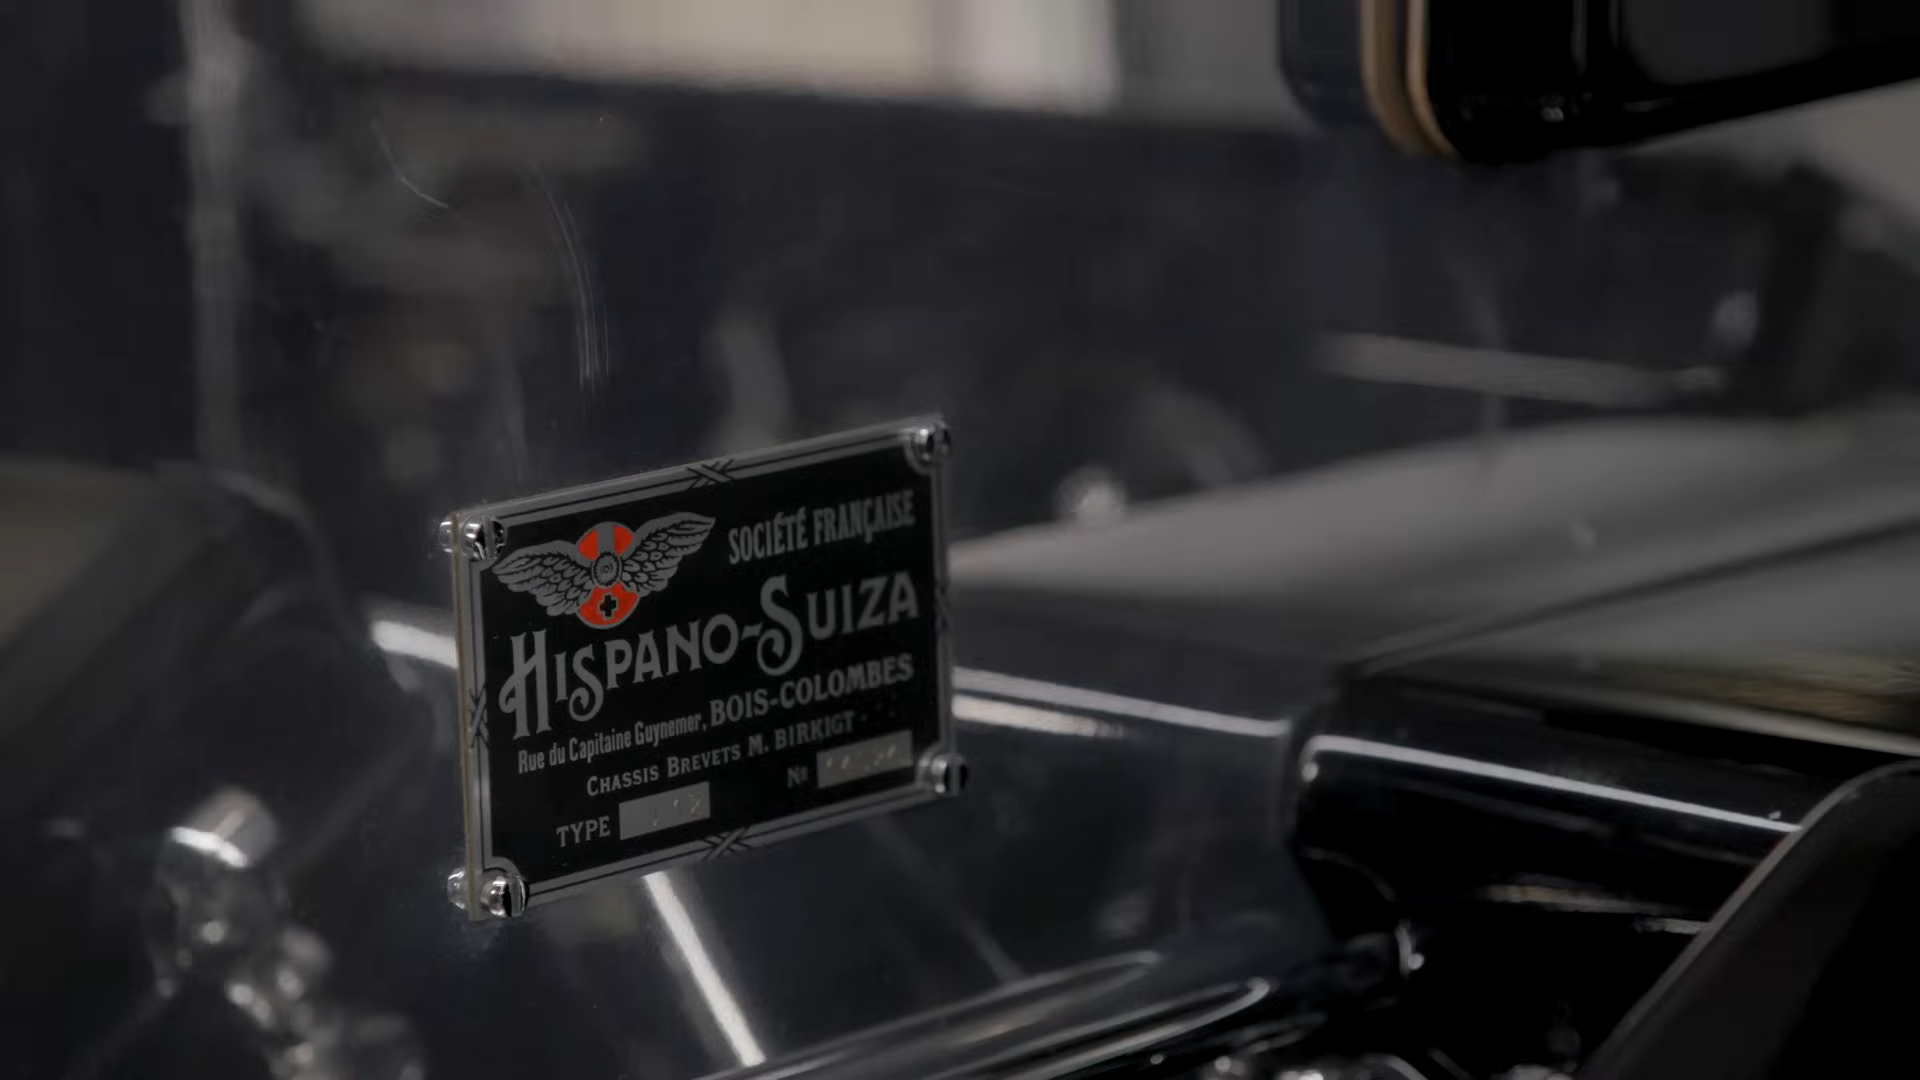 SOCIÉTÉ FRANÇAISE
HISPANO-SUIZA
Rue du Capitaine Guynemer, BOIS-COLOMBES
CHASSIS BREVETS M. BIRKIGT
TYPE
Nº